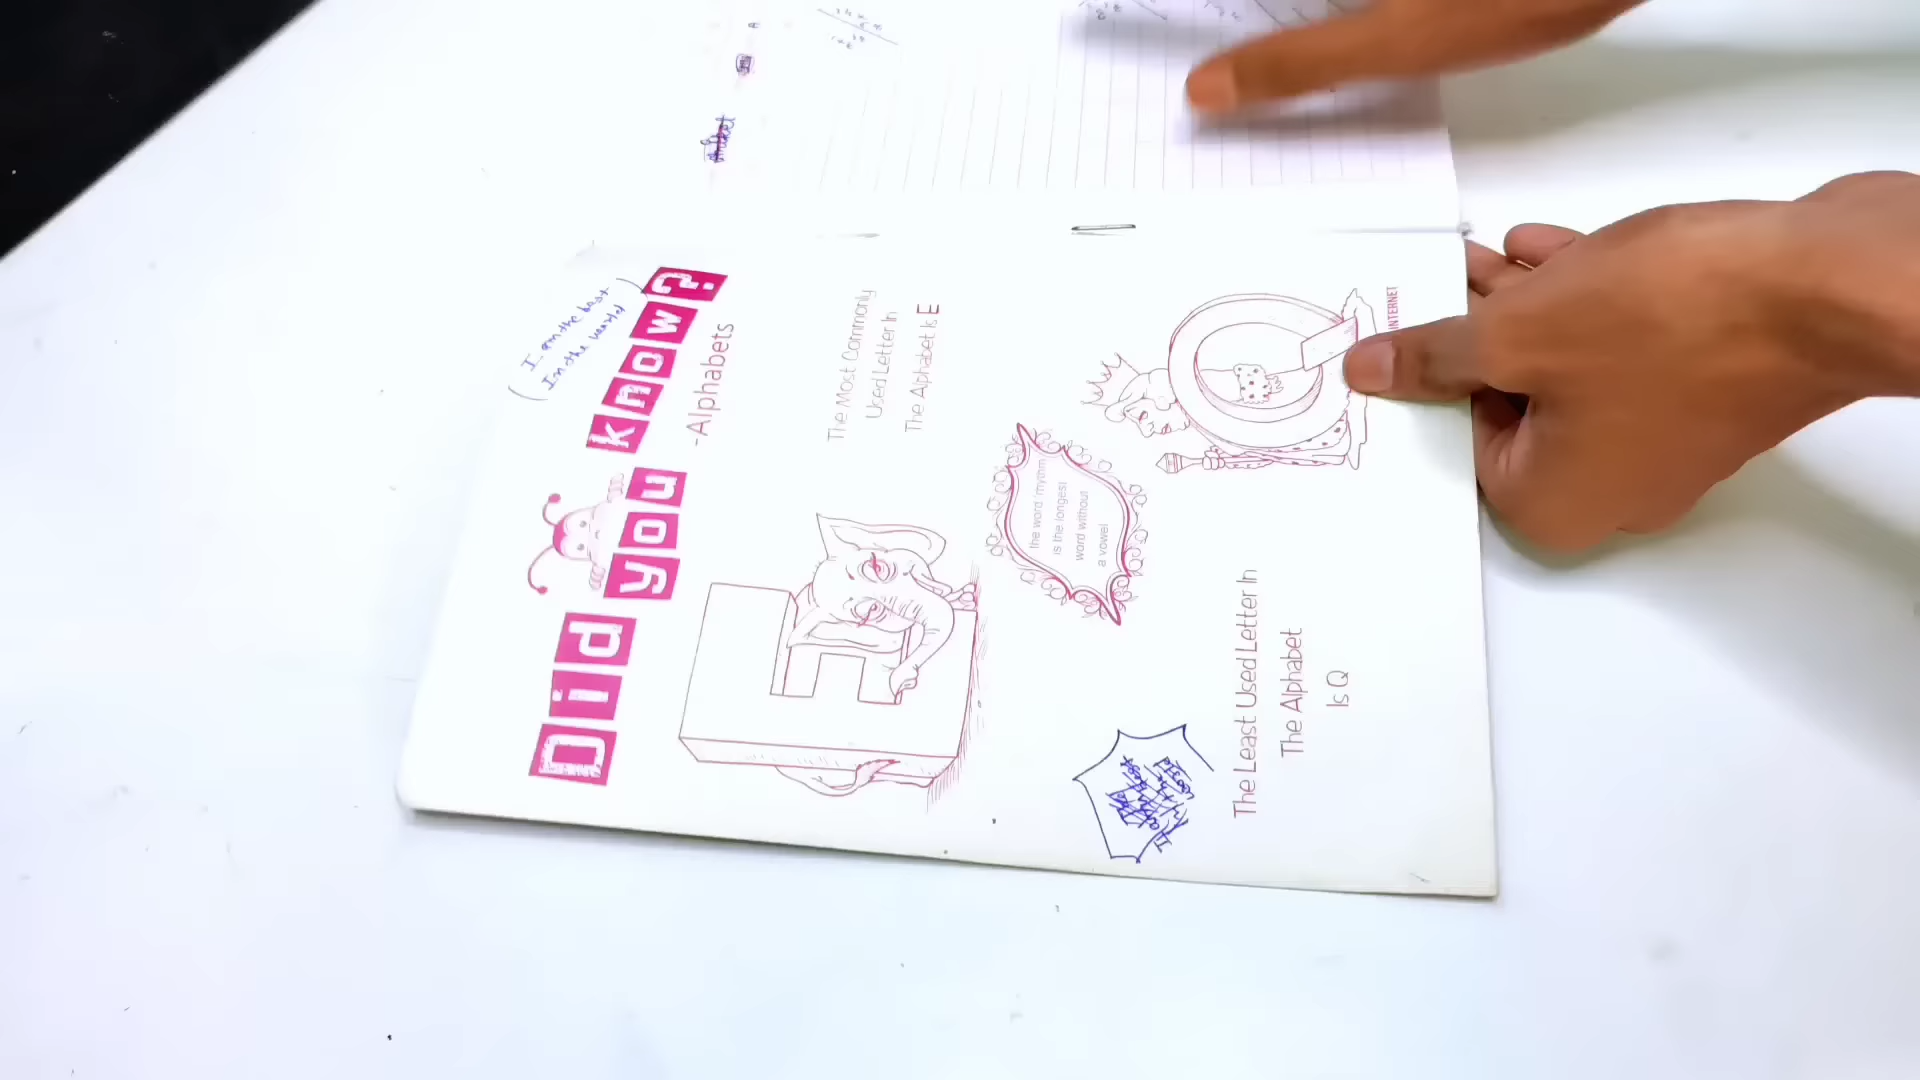 (I am the best
In the world)
Did you know?
-Alphabets
The Most Commonly
Used Letter In
The Alphabet Is E
the word 'rhythm
is the longest
word without
a vowel
The Least Used Letter In
The Alphabet
Is Q
INTERNET